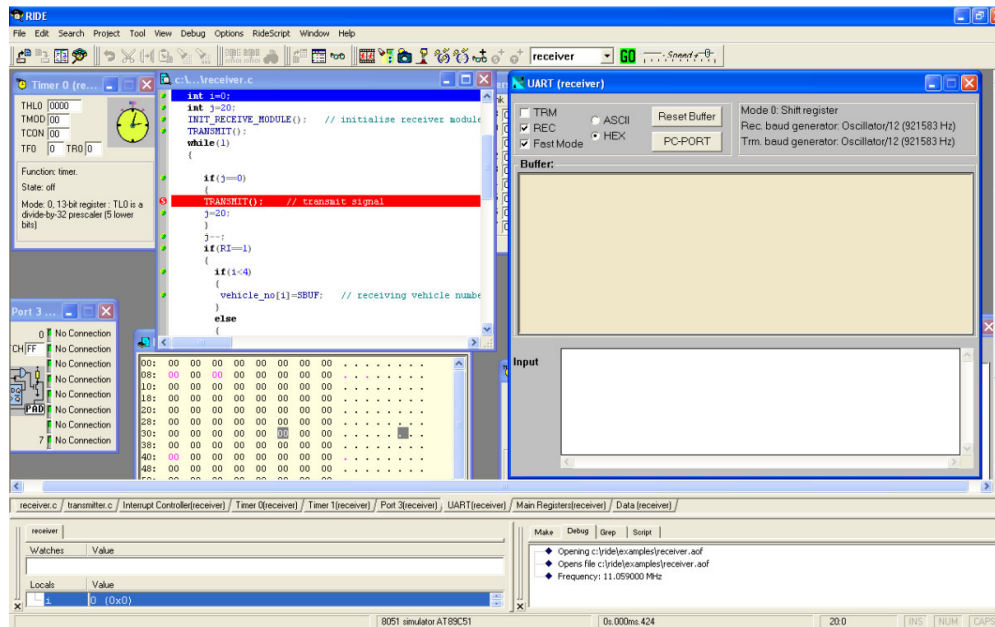 RIDE
File Edit Search Project Tool View Debug Options RideScript Window Help
receiver GO Speed
Timer 0 (re...
THL0 0000
TMOD 00
TCON 00
TF0 0 TR0 0
Function: timer.
State: off
Mode: 0, 13-bit register : TL0 is a
divide-by-32 prescaler (5 lower
bits)
c:\...\receiver.c
int i=0;
int j=20;
INIT_RECEIVE_MODULE(); // initialise receiver module
TRANSMIT();
while(1)
{
if(j==0)
{
TRANSMIT(); // transmit signal
j=20;
}
j--;
if(RI==1)
{
if(i<4)
{
vehicle_no[i]=SBUF; // receiving vehicle numbe
}
else
{
UART (receiver)
TRM
REC
Fast Mode
ASCII
HEX
Reset Buffer
PC-PORT
Mode 0: Shift register
Rec. baud generator: Oscillator/12 (921583 Hz)
Trm. baud generator: Oscillator/12 (921583 Hz)
Buffer:
Input
Port 3 ...
0 No Connection
FF No Connection
No Connection
No Connection
No Connection
PAD No Connection
No Connection
7 No Connection
00: 00 00 00 00 00 00 00 00 . . . . . . . .
08: 00 00 00 00 00 00 00 00 . . . . . . . .
10: 00 00 00 00 00 00 00 00 . . . . . . . .
18: 00 00 00 00 00 00 00 00 . . . . . . . .
20: 00 00 00 00 00 00 00 00 . . . . . . . .
28: 00 00 00 00 00 00 00 00 . . . . . . . .
30: 00 00 00 00 00 00 00 00 . . . . . . . .
38: 00 00 00 00 00 00 00 00 . . . . . . . .
40: 00 00 00 00 00 00 00 00 . . . . . . . .
48: 00 00 00 00 00 00 00 00 . . . . . . . .
receiver.c / transmitter.c / Interrupt Controller(receiver) / Timer 0(receiver) / Timer 1(receiver) / Port 3(receiver) / UART(receiver) / Main Registers(receiver) / Data (receiver) /
receiver
Watches Value
Locals Value
i 0 (0x0)
Make Debug Grep Script
Opening c:\ride\examples\receiver.aof
Opens file c:\ride\examples\receiver.aof
Frequency: 11.059000 MHz
8051 simulator AT89C51 0s.000ms.424 20:0 INS NUM CAPS